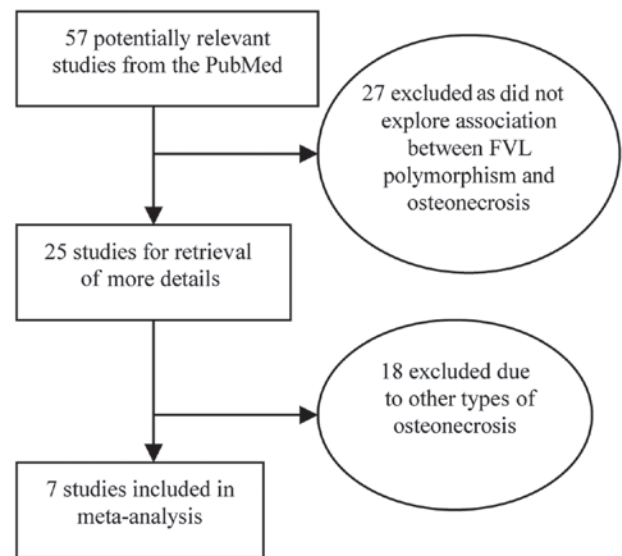 57 potentially relevant
studies from the PubMed
27 excluded as did not
explore association
between FVL
polymorphism and
osteonecrosis
25 studies for retrieval
of more details
18 excluded due
to other types of
osteonecrosis
7 studies included in
meta-analysis